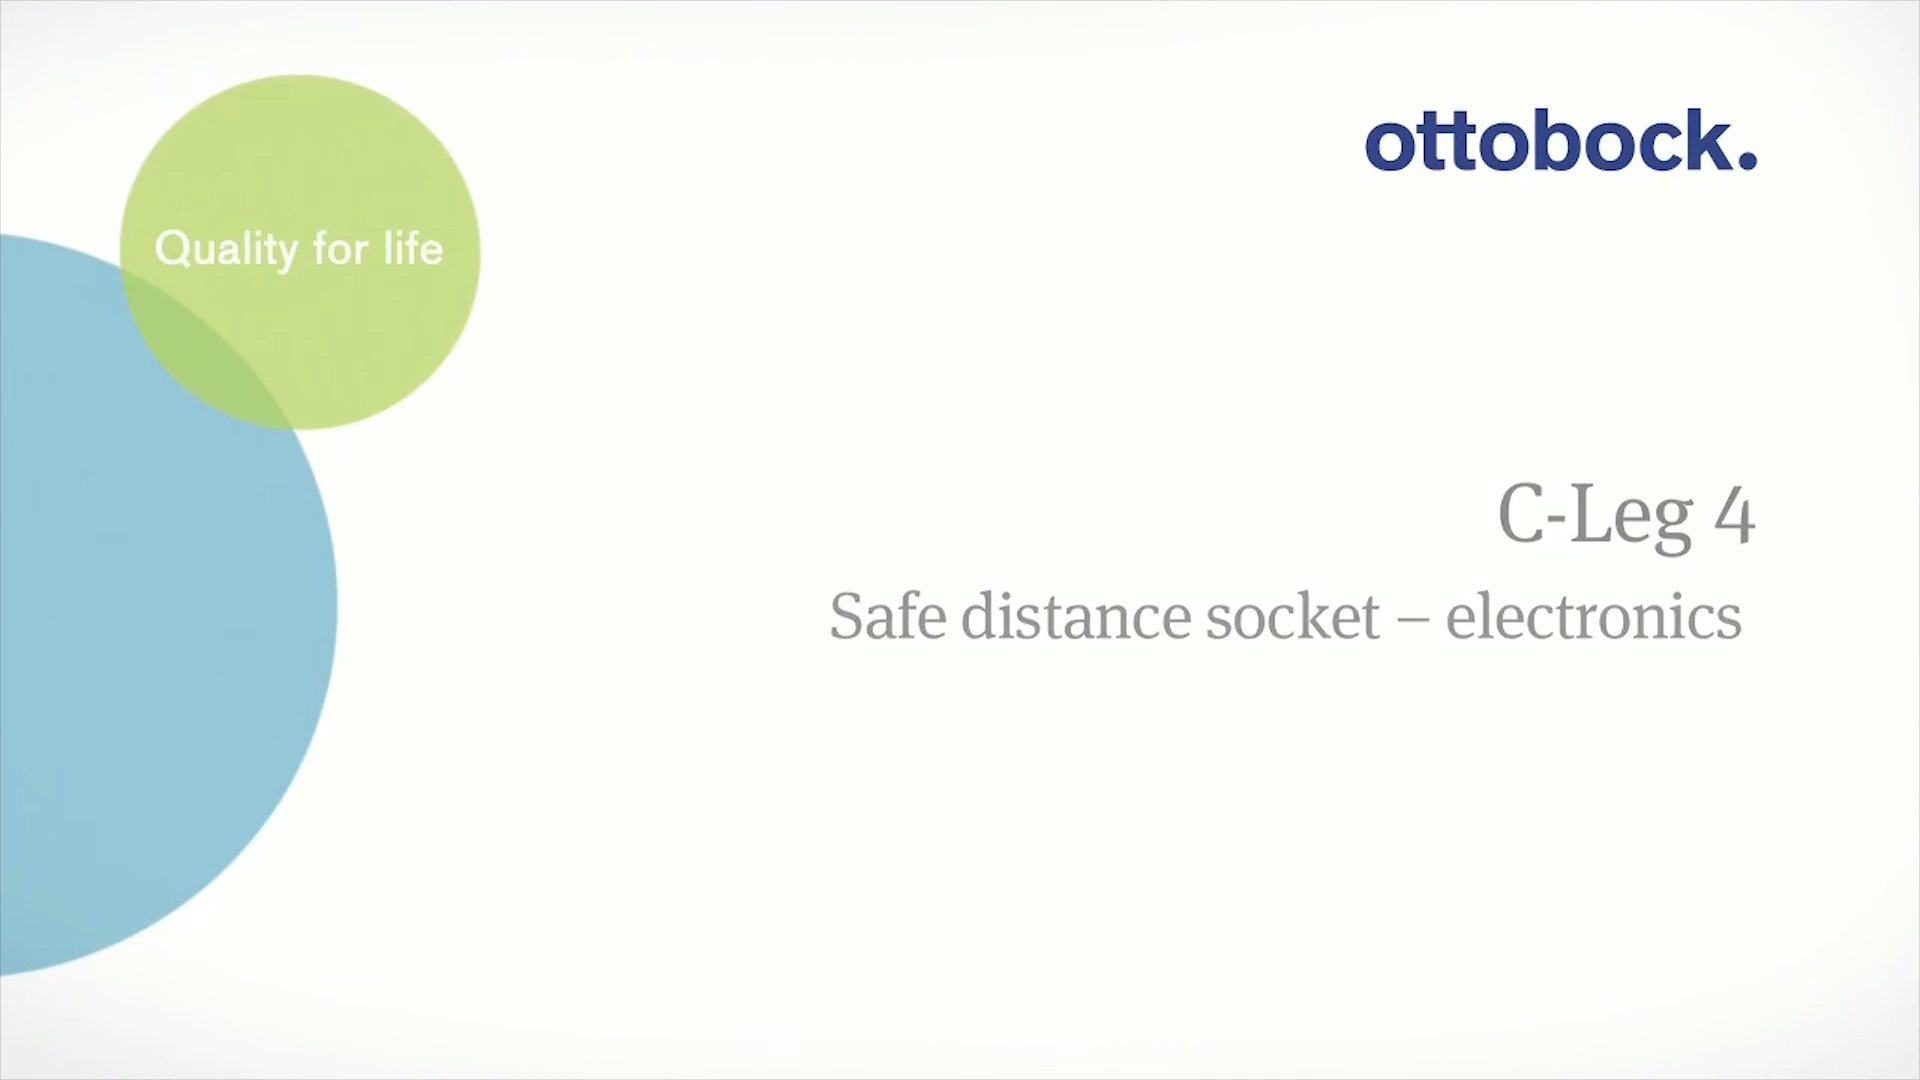 ottobock.
Quality for life
C-Leg 4
Safe distance socket – electronics